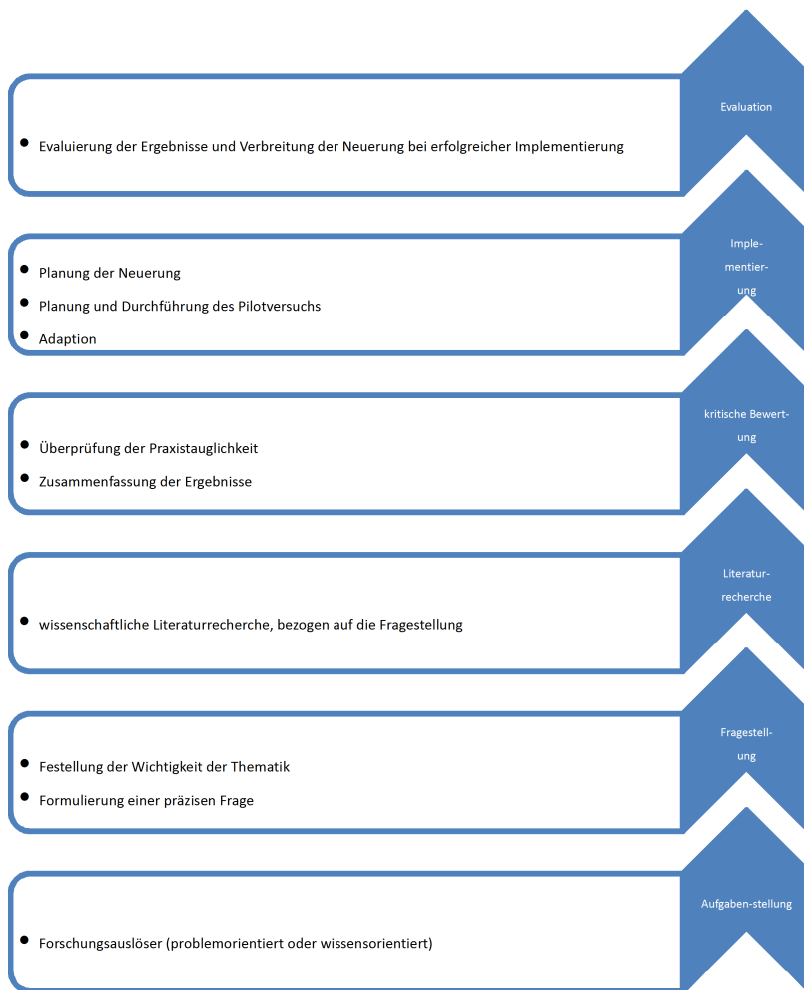 Evaluation
• Evaluierung der Ergebnisse und Verbreitung der Neuerung bei erfolgreicher Implementierung
Imple-
mentier-
ung
• Planung der Neuerung
• Planung und Durchführung des Pilotversuchs
• Adaption
kritische Bewert-
ung
• Überprüfung der Praxistauglichkeit
• Zusammenfassung der Ergebnisse
Literatur-
recherche
• wissenschaftliche Literaturrecherche, bezogen auf die Fragestellung
Fragestell-
ung
• Festellung der Wichtigkeit der Thematik
• Formulierung einer präzisen Frage
Aufgaben-stellung
• Forschungsauslöser (problemorientiert oder wissensorientiert)